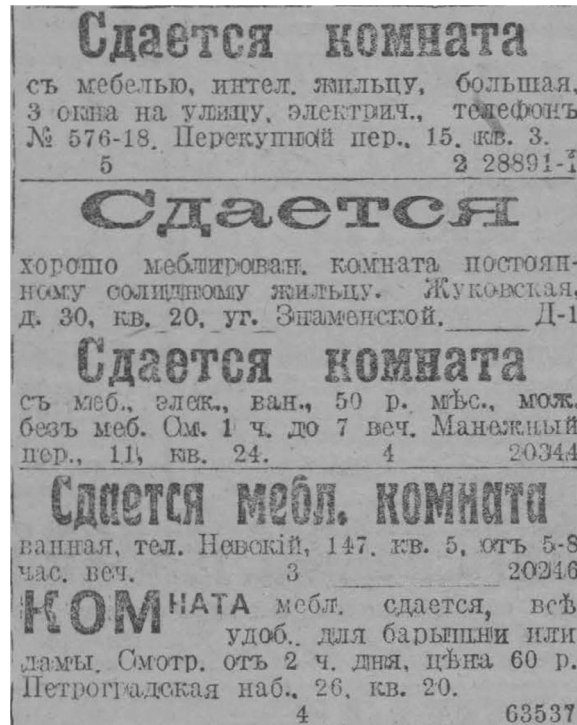 Сдается комната
съ мебелью, интел. жильцу, большая,
3 окна на улицу, электрич., телефонъ
№ 576-18. Перекупной пер., 15, кв. 3.
5 2 28891-1
Сдается
хорошо меблирован. комната постоян-
ному солидному жильцу. Жуковская,
д. 30, кв. 20, уг. Знаменской. Д-1
Сдается комната
съ меб., элек., ван., 50 р. мѣс., мож.
безъ меб. См. 1 ч. до 7 веч. Манежный
пер., 11, кв. 24. 4 20344
Сдается мебл. комната
ванная, тел. Невскій, 147, кв. 5, отъ 5-8
час. веч. 3 20246
КОМНАТА мебл. сдается, всѣ
удоб., для барышни или
дамы. Смотр. отъ 2 ч. дня, цѣна 60 р.
Петроградская наб., 26, кв. 20.
4 63537